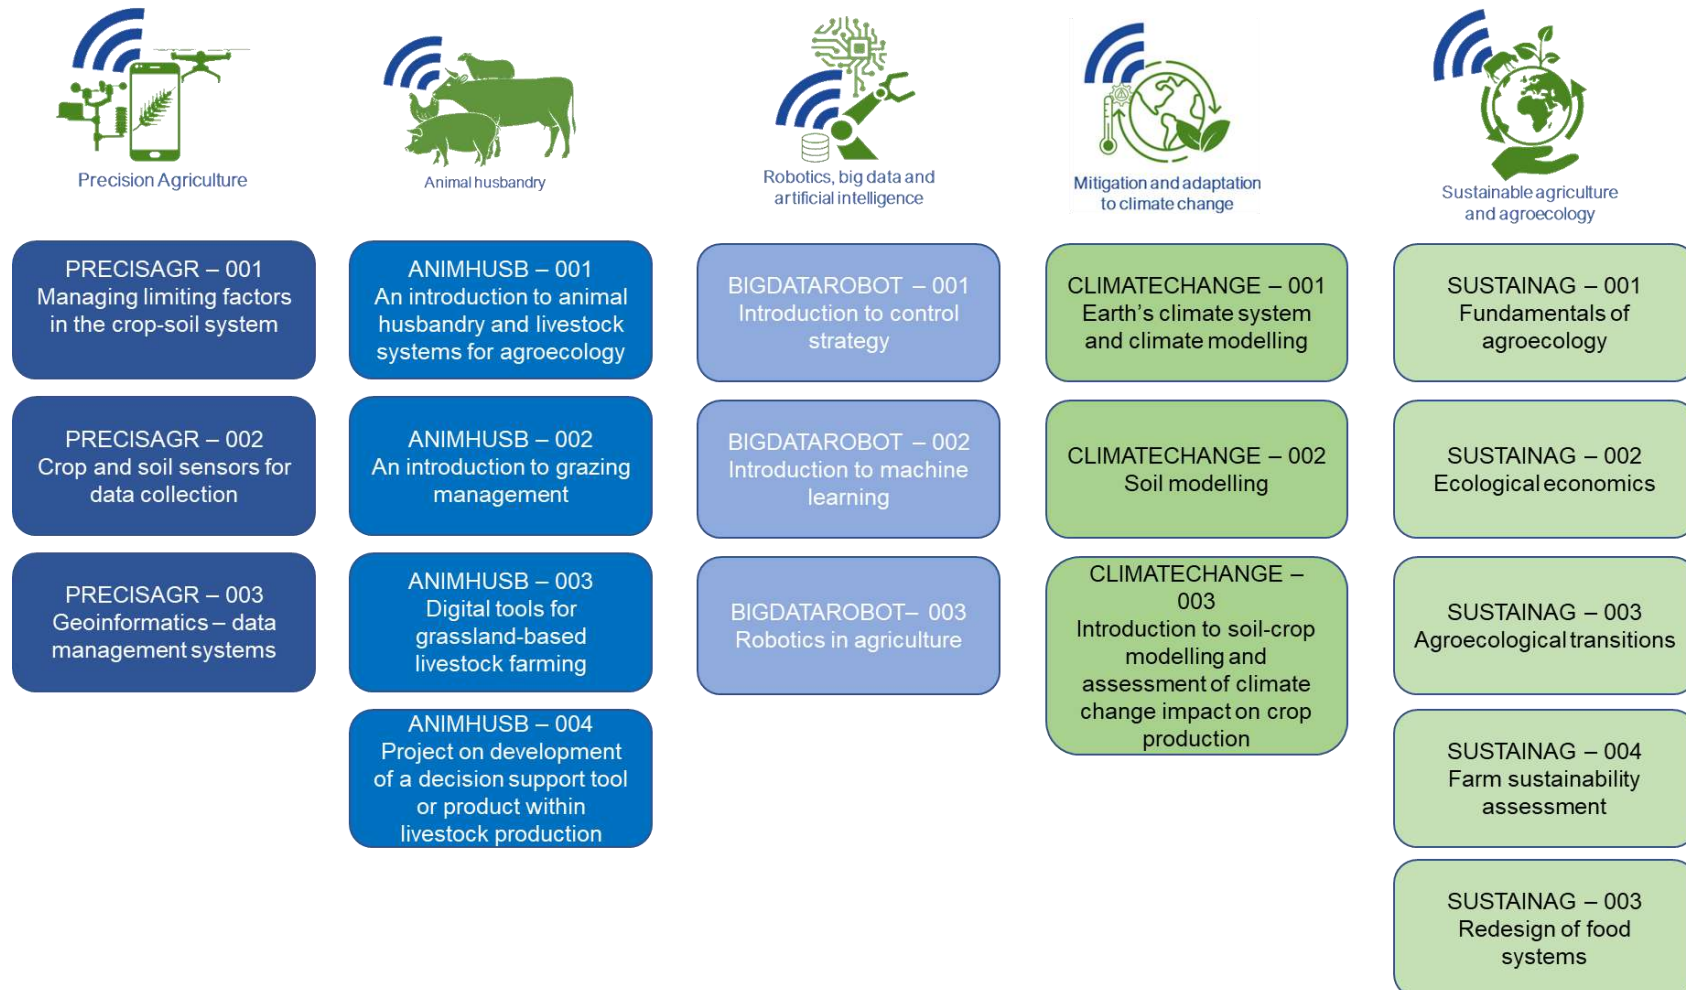 Precision Agriculture
Animal husbandry
Robotics, big data and
artificial intelligence
Mitigation and adaptation
to climate change
Sustainable agriculture
and agroecology
PRECISAGR – 001
Managing limiting factors
in the crop-soil system
PRECISAGR – 002
Crop and soil sensors for
data collection
PRECISAGR – 003
Geoinformatics – data
management systems
ANIMHUSB – 001
An introduction to animal
husbandry and livestock
systems for agroecology
ANIMHUSB – 002
An introduction to grazing
management
ANIMHUSB – 003
Digital tools for
grassland-based
livestock farming
ANIMHUSB – 004
Project on development
of a decision support tool
or product within
livestock production
BIGDATAROBOT – 001
Introduction to control
strategy
BIGDATAROBOT – 002
Introduction to machine
learning
BIGDATAROBOT– 003
Robotics in agriculture
CLIMATECHANGE – 001
Earth’s climate system
and climate modelling
CLIMATECHANGE – 002
Soil modelling
CLIMATECHANGE –
003
Introduction to soil-crop
modelling and
assessment of climate
change impact on crop
production
SUSTAINAG – 001
Fundamentals of
agroecology
SUSTAINAG – 002
Ecological economics
SUSTAINAG – 003
Agroecological transitions
SUSTAINAG – 004
Farm sustainability
assessment
SUSTAINAG – 003
Redesign of food
systems